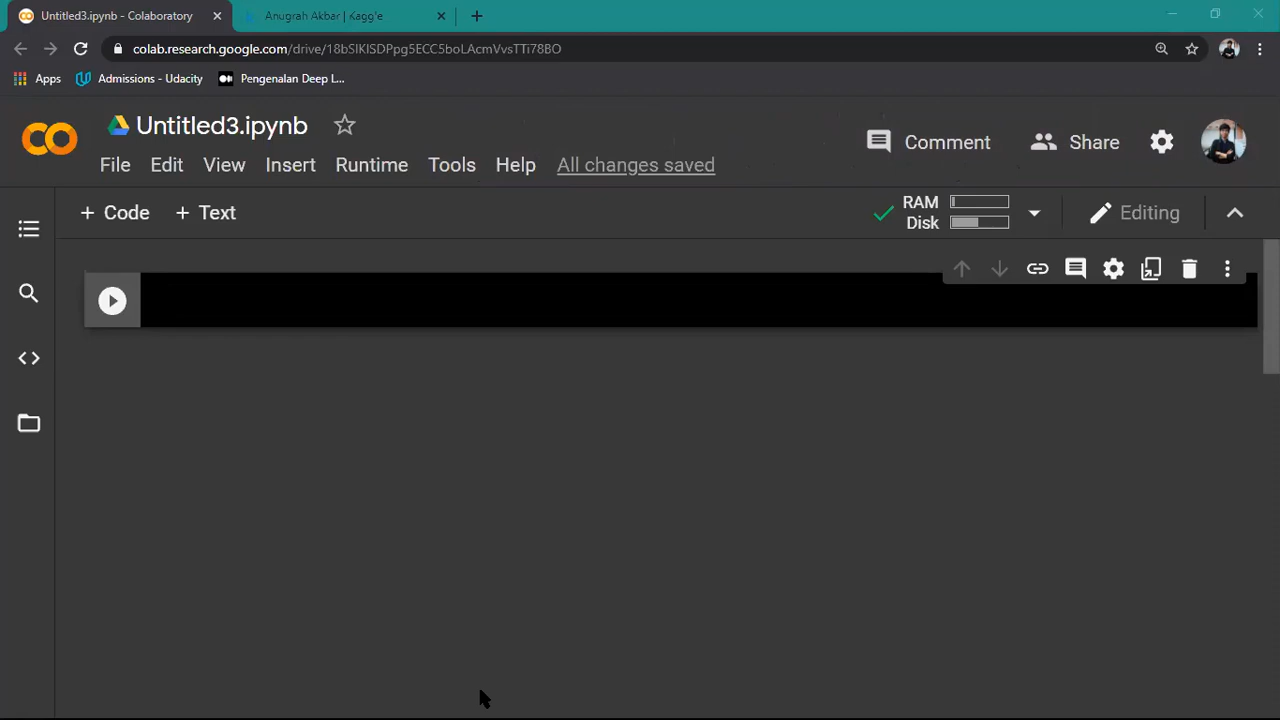 Untitled3.ipynb - Colaboratory
Anugrah Akbar | Kaggle
colab.research.google.com/drive/18bSlKlSDPpg5ECC5boLAcmVvsTTi78BO
Apps
Admissions - Udacity
Pengenalan Deep L...
Untitled3.ipynb
Comment
Share
File Edit View Insert Runtime Tools Help All changes saved
+ Code + Text
RAM
Disk
Editing